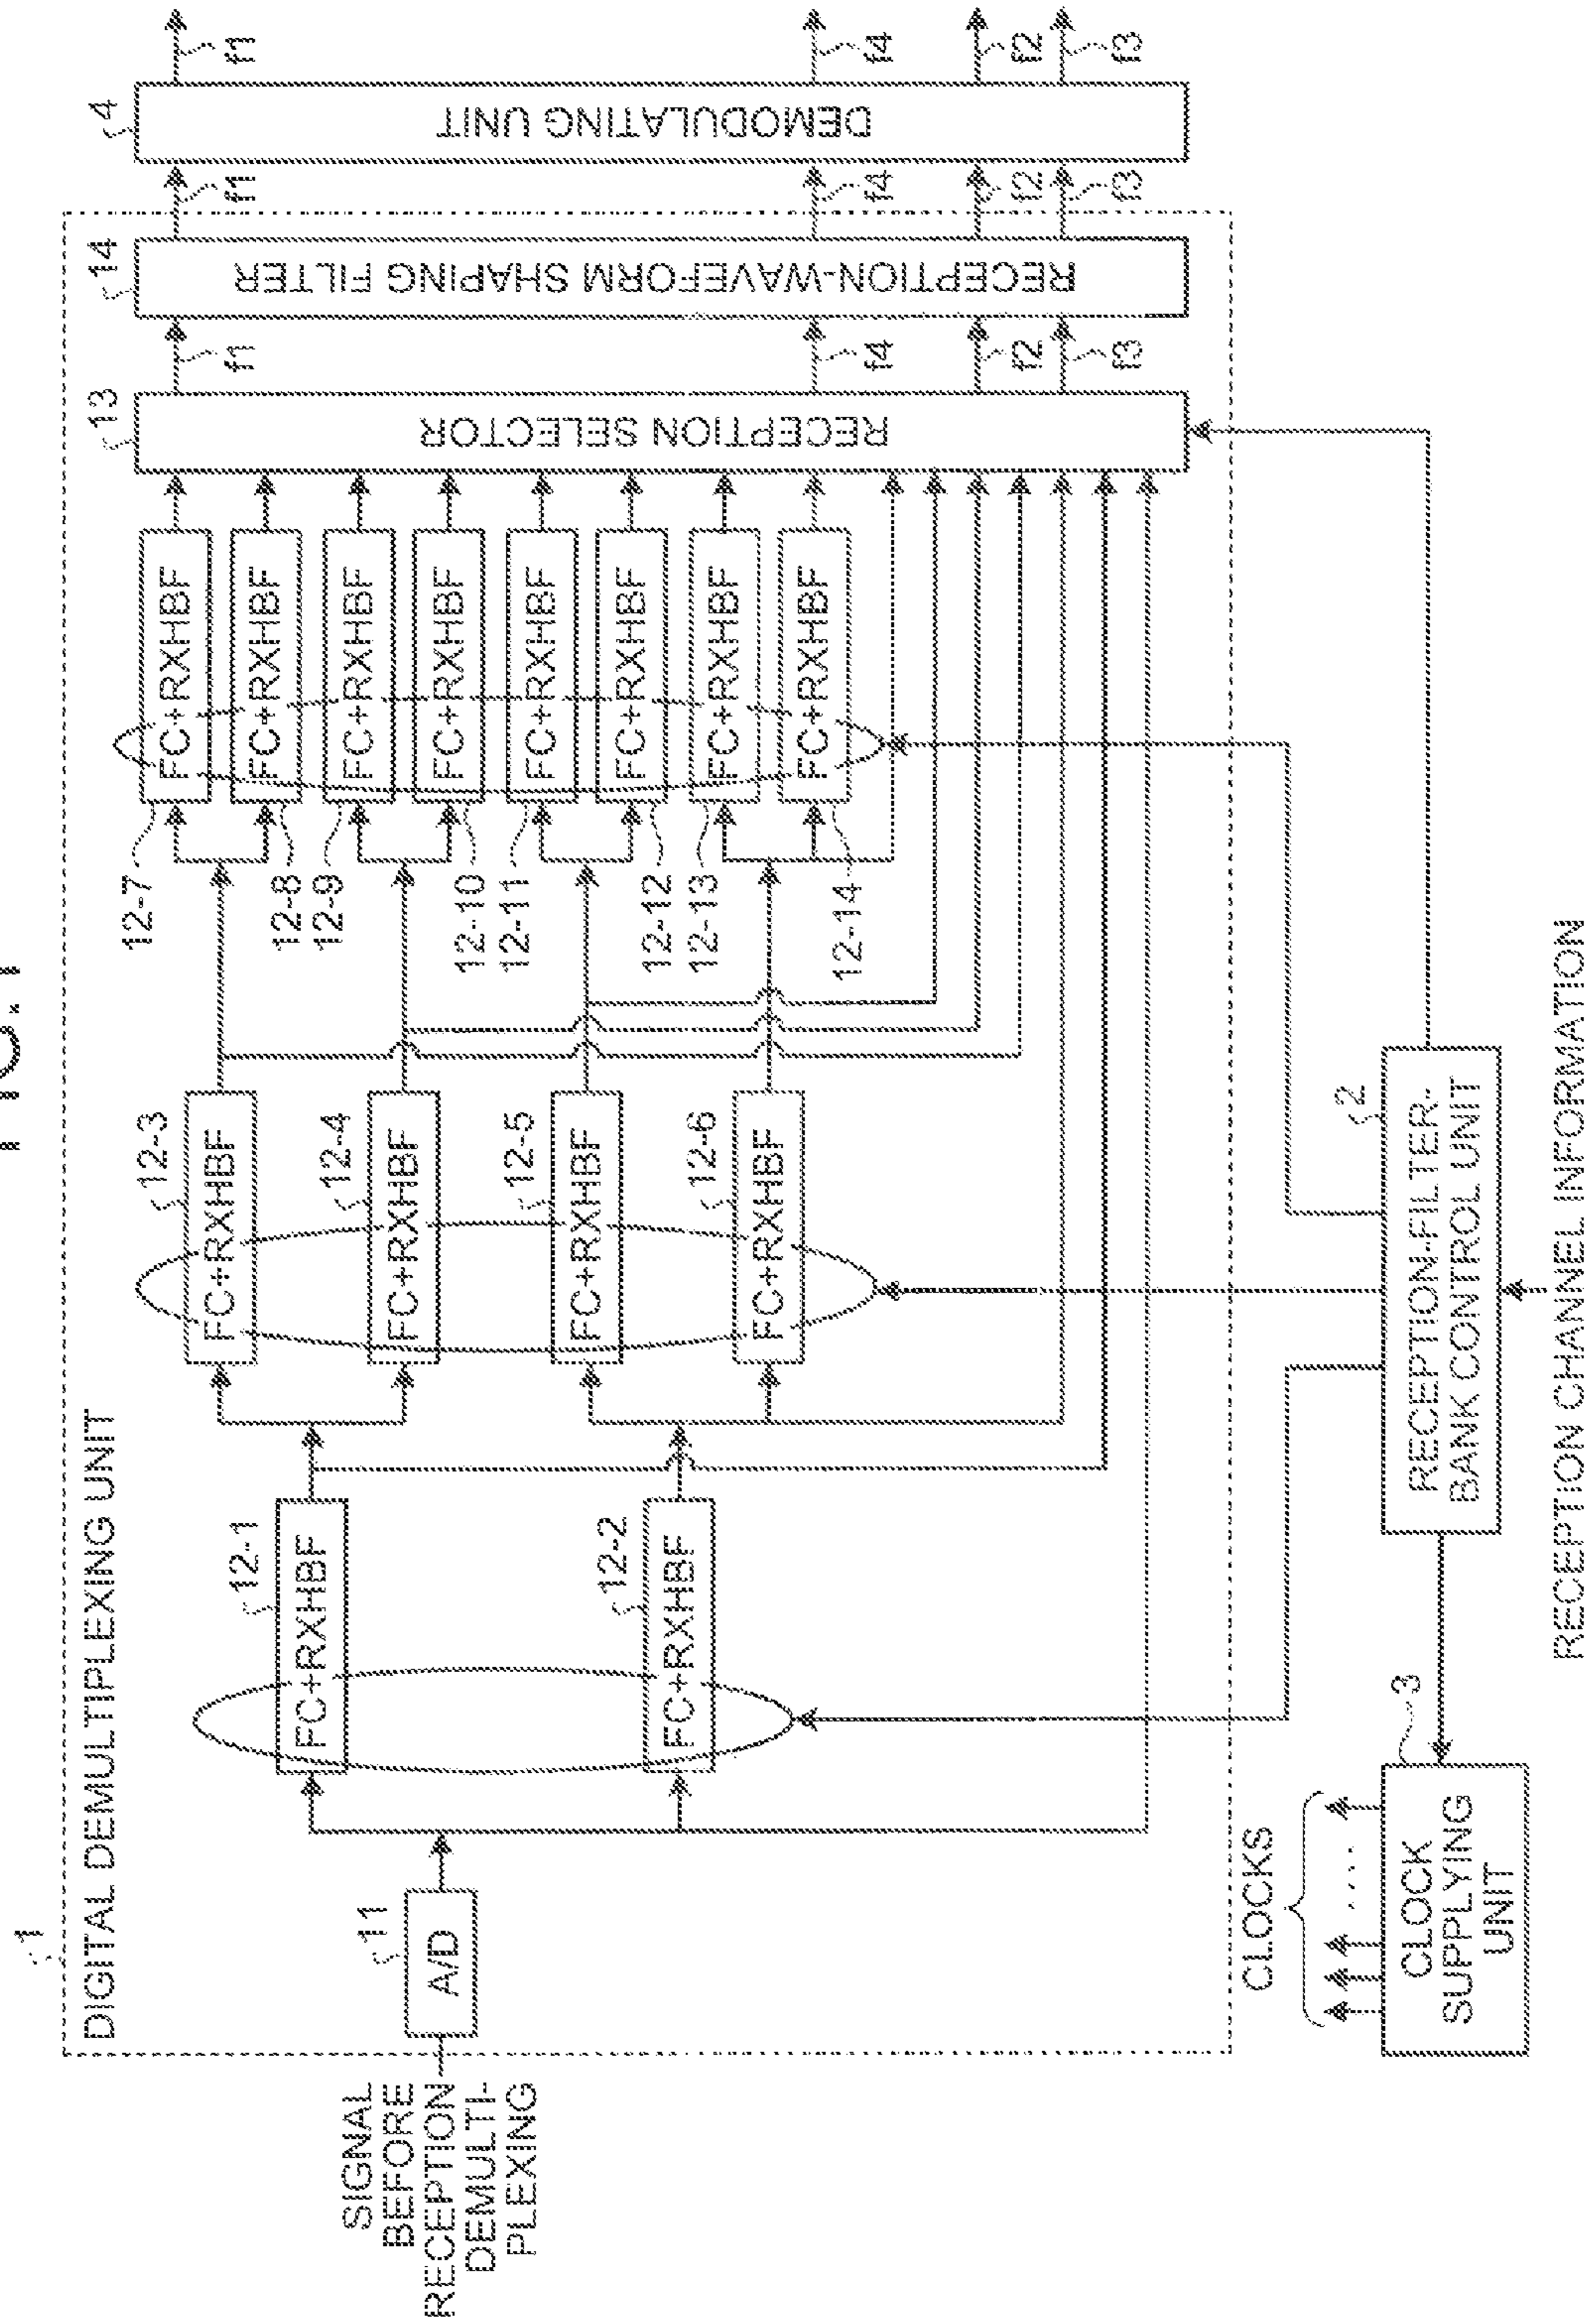 FIG. 1
1
DIGITAL DEMULTIPLEXING UNIT
SIGNAL
BEFORE
RECEPTION
DEMULTI-
PLEXING
11
A/D
12-1
FC+RXHBF
12-2
FC+RXHBF
12-3
FC+RXHBF
12-4
FC+RXHBF
12-5
FC+RXHBF
12-6
FC+RXHBF
12-7
FC+RXHBF
12-8
FC+RXHBF
12-9
FC+RXHBF
12-10
FC+RXHBF
12-11
FC+RXHBF
12-12
FC+RXHBF
12-13
FC+RXHBF
12-14
FC+RXHBF
13
RECEPTION SELECTOR
f1
f4
f2
f3
14
RECEPTION-WAVEFORM SHAPING FILTER
f1
f4
f2
f3
4
DEMODULATING UNIT
f1
f4
f2
f3
CLOCKS
3
CLOCK
SUPPLYING
UNIT
2
RECEPTION-FILTER-
BANK CONTROL UNIT
RECEPTION CHANNEL INFORMATION